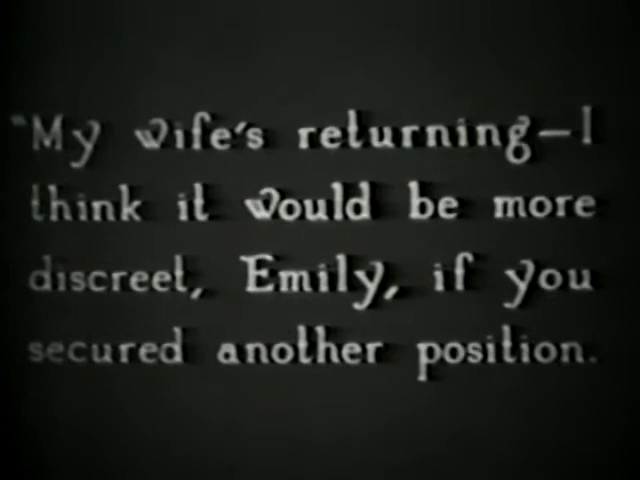 "My wife's returning—I
think it would be more
discreet, Emily, if you
secured another position.